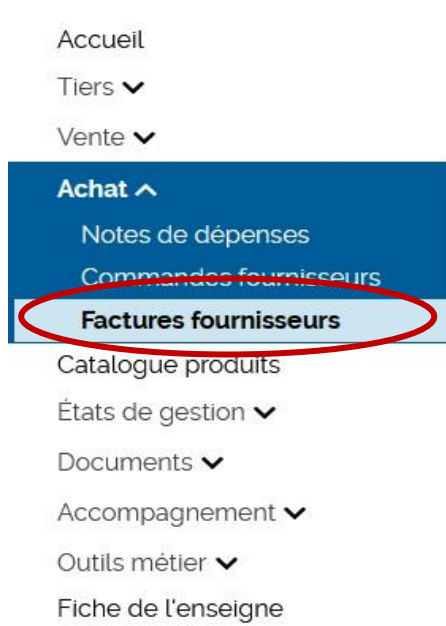 Accueil
Tiers
Vente
Achat
Notes de dépenses
Commandes fournisseurs
Factures fournisseurs
Catalogue produits
États de gestion
Documents
Accompagnement
Outils métier
Fiche de l'enseigne